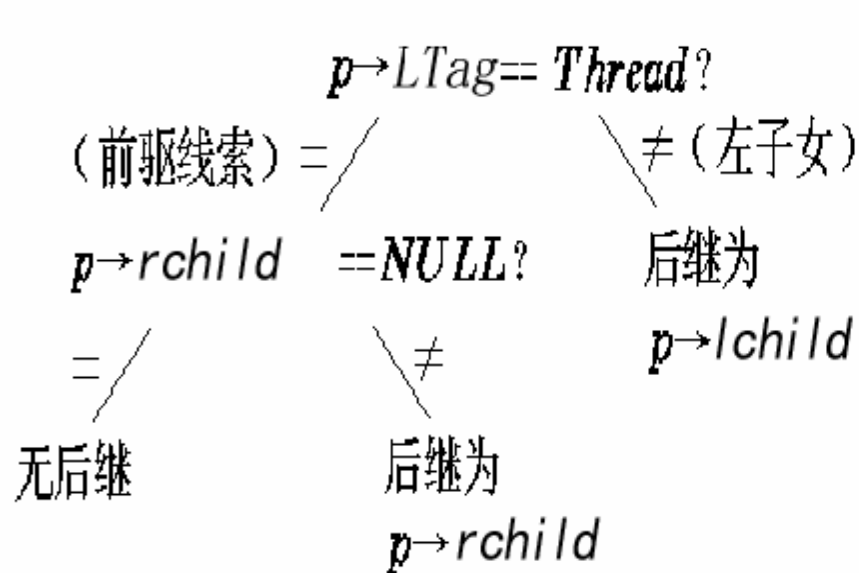 p→LTag== Thread?
(前驱线索) = ≠ (左子女)
p→rchild ==NULL? 后继为
p→lchild
= ≠
无后继 后继为
p→rchild